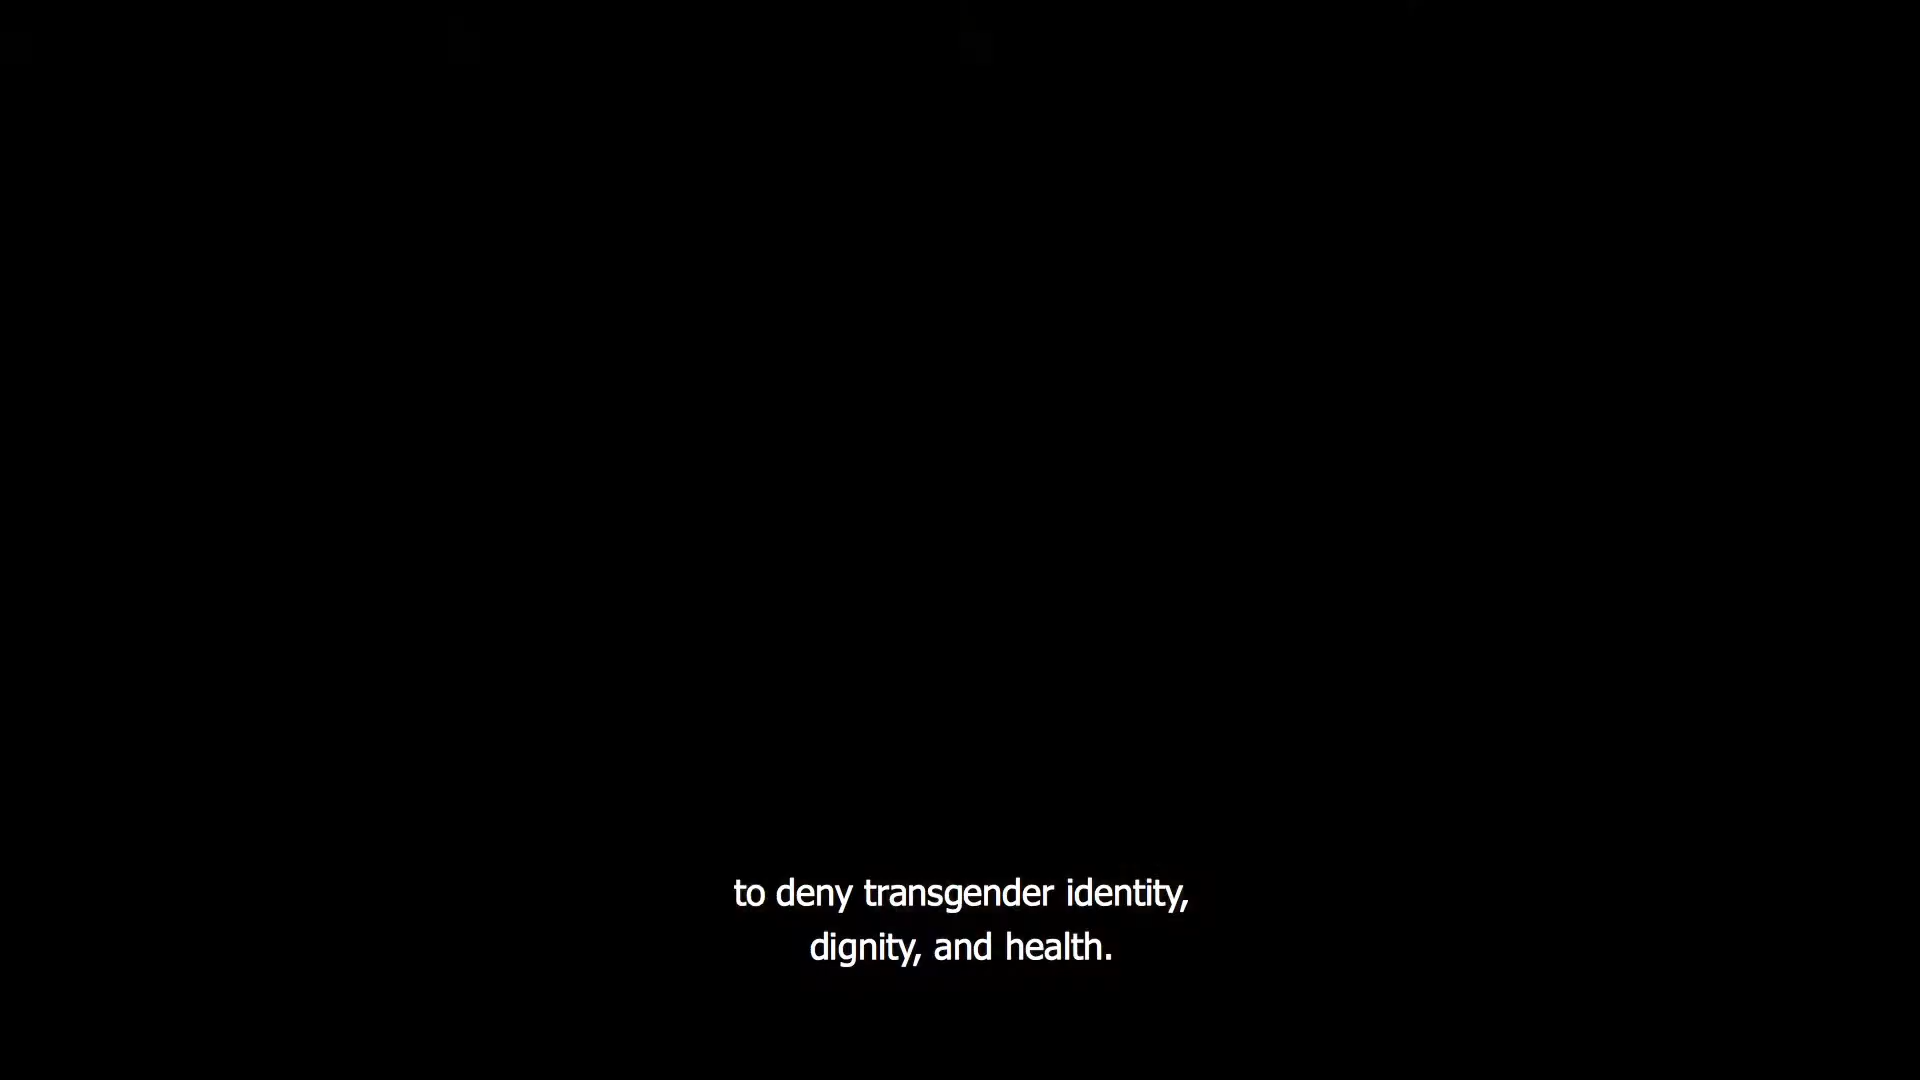 to deny transgender identity,
dignity, and health.